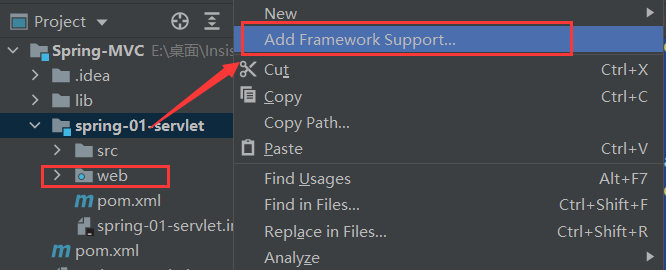 Project
Spring-MVC E:\桌面\Insis
.idea
lib
spring-01-servlet
src
web
pom.xml
spring-01-servlet.in
pom.xml
New
Add Framework Support...
Cut Ctrl+X
Copy Ctrl+C
Copy Path...
Paste Ctrl+V
Find Usages Alt+F7
Find in Files... Ctrl+Shift+F
Replace in Files... Ctrl+Shift+R
Analyze